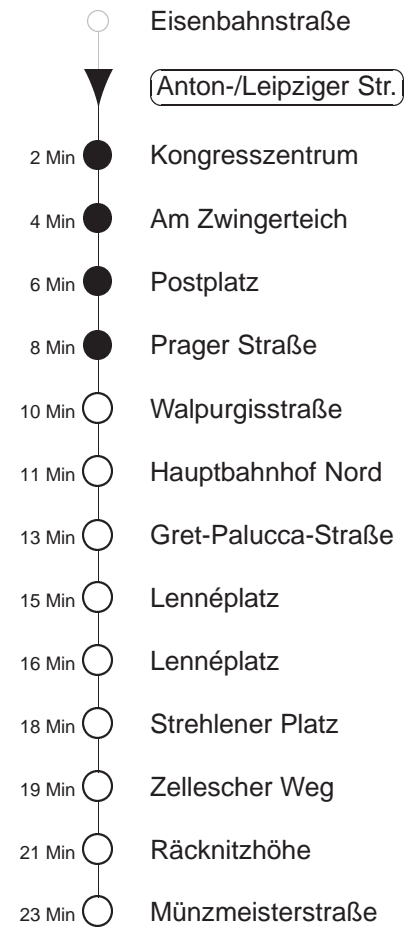 Eisenbahnstraße
Anton-/Leipziger Str.
2 Min Kongresszentrum
4 Min Am Zwingerteich
6 Min Postplatz
8 Min Prager Straße
10 Min Walpurgisstraße
11 Min Hauptbahnhof Nord
13 Min Gret-Palucca-Straße
15 Min Lennéplatz
16 Min Lennéplatz
18 Min Strehlener Platz
19 Min Zellescher Weg
21 Min Räcknitzhöhe
23 Min Münzmeisterstraße